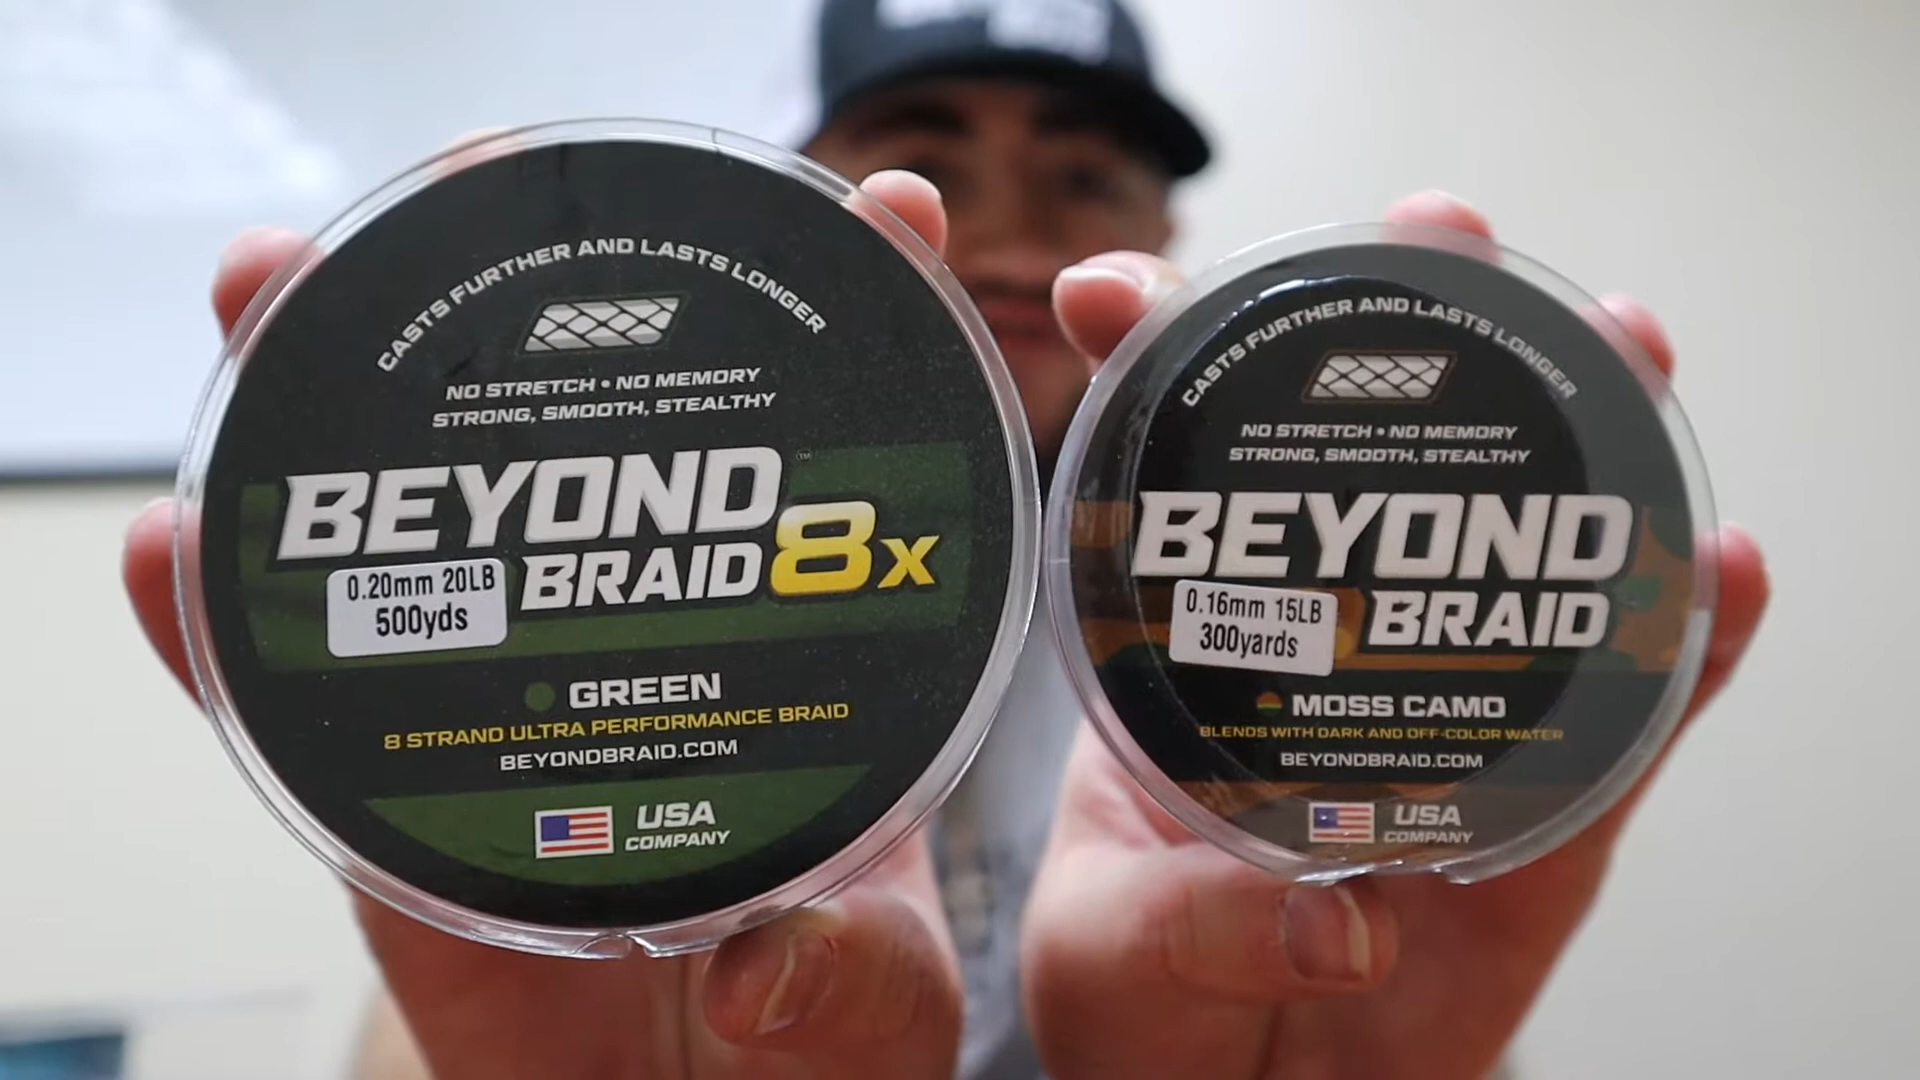 CASTS FURTHER AND LASTS LONGER
NO STRETCH • NO MEMORY
STRONG, SMOOTH, STEALTHY
BEYOND™
BRAID 8x
0.20mm 20LB
500yds
GREEN
8 STRAND ULTRA PERFORMANCE BRAID
BEYONDBRAID.COM
USA
COMPANY
CASTS FURTHER AND LASTS LONGER
NO STRETCH • NO MEMORY
STRONG, SMOOTH, STEALTHY
BEYOND
BRAID
0.16mm 15LB
300yards
MOSS CAMO
BLENDS WITH DARK AND OFF-COLOR WATER
BEYONDBRAID.COM
USA
COMPANY